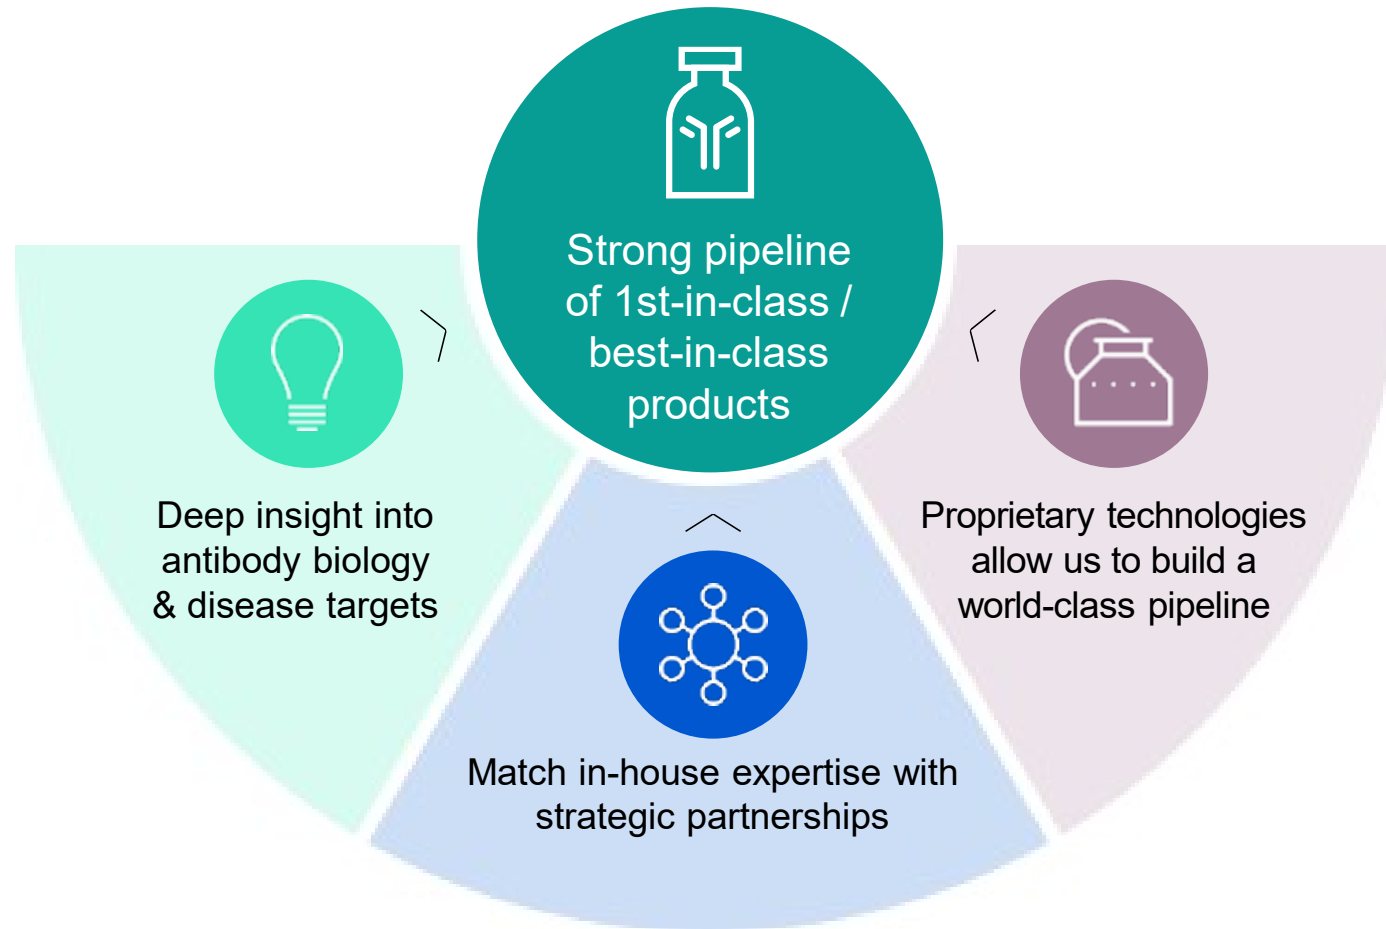 Strong pipeline
of 1st-in-class /
best-in-class
products
Deep insight into
antibody biology
& disease targets
Match in-house expertise with
strategic partnerships
Proprietary technologies
allow us to build a
world-class pipeline